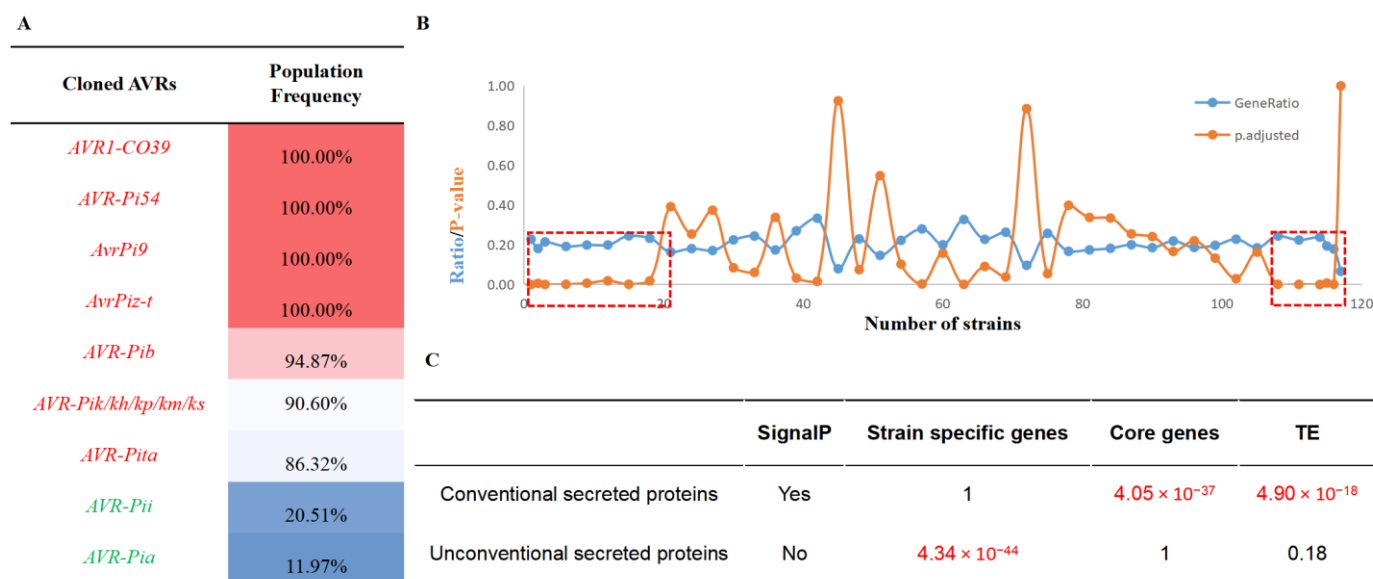 A
Cloned AVRs Population Frequency
AVR1-CO39 100.00%
AVR-Pi54 100.00%
AvrPi9 100.00%
AvrPiz-t 100.00%
AVR-Pib 94.87%
AVR-Pik/kh/kp/km/ks 90.60%
AVR-Pita 86.32%
AVR-Pii 20.51%
AVR-Pia 11.97%
B
Ratio/P-value
1.00
0.80
0.60
0.40
0.20
0.00
GeneRatio
p.adjusted
0 20 40 60 80 100 120
Number of strains
C
SignalP Strain specific genes Core genes TE
Conventional secreted proteins Yes 1 4.05 × 10⁻³⁷ 4.90 × 10⁻¹⁸
Unconventional secreted proteins No 4.34 × 10⁻⁴⁴ 1 0.18